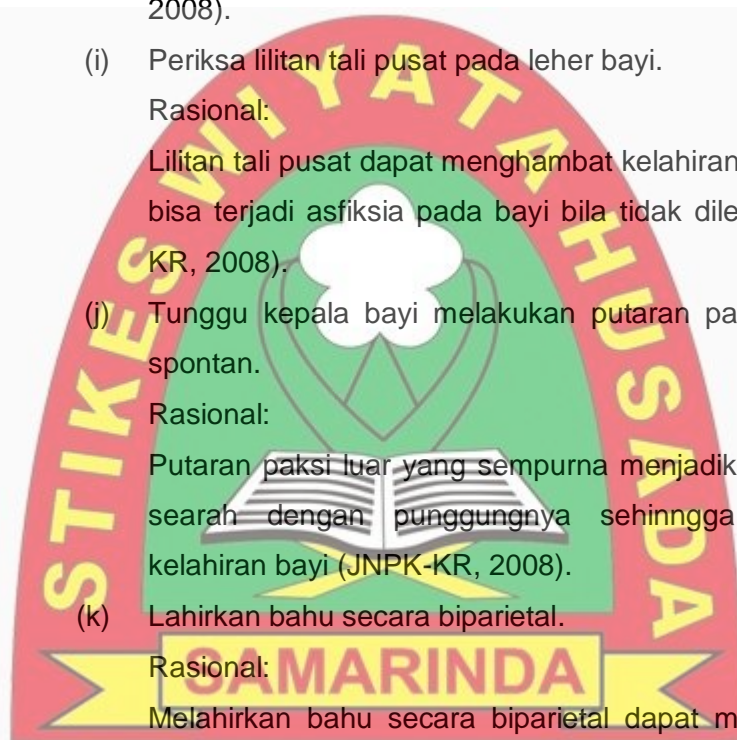 2008).
(i) Periksa lilitan tali pusat pada leher bayi.
Rasional:
Lilitan tali pusat dapat menghambat kelahiran
bisa terjadi asfiksia pada bayi bila tidak dile
KR, 2008).
(j) Tunggu kepala bayi melakukan putaran pa
spontan.
Rasional:
Putaran paksi luar yang sempurna menjadik
searah dengan punggungnya sehinngga
kelahiran bayi (JNPK-KR, 2008).
(k) Lahirkan bahu secara biparietal.
Rasional:
Melahirkan bahu secara biparietal dapat m
STIKES WIYATA HUSADA
SAMARINDA